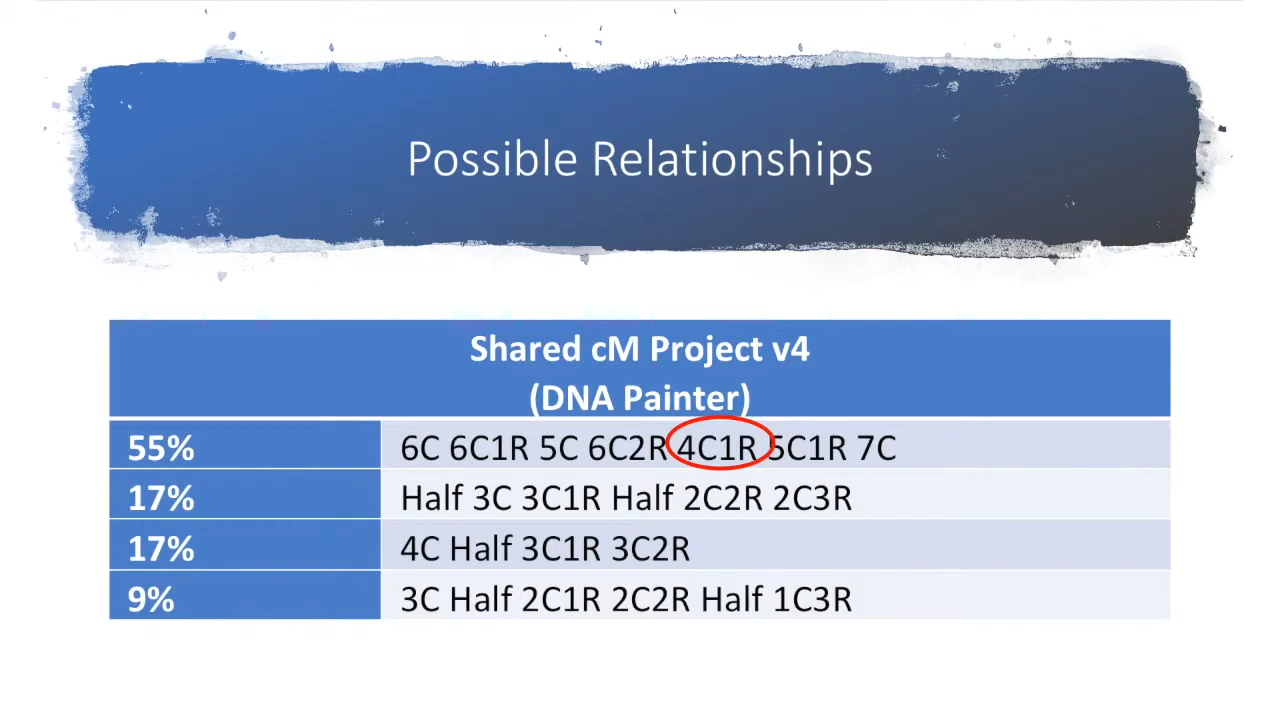 Possible Relationships
Shared cM Project v4
(DNA Painter)
55% 6C 6C1R 5C 6C2R 4C1R 5C1R 7C
17% Half 3C 3C1R Half 2C2R 2C3R
17% 4C Half 3C1R 3C2R
9% 3C Half 2C1R 2C2R Half 1C3R